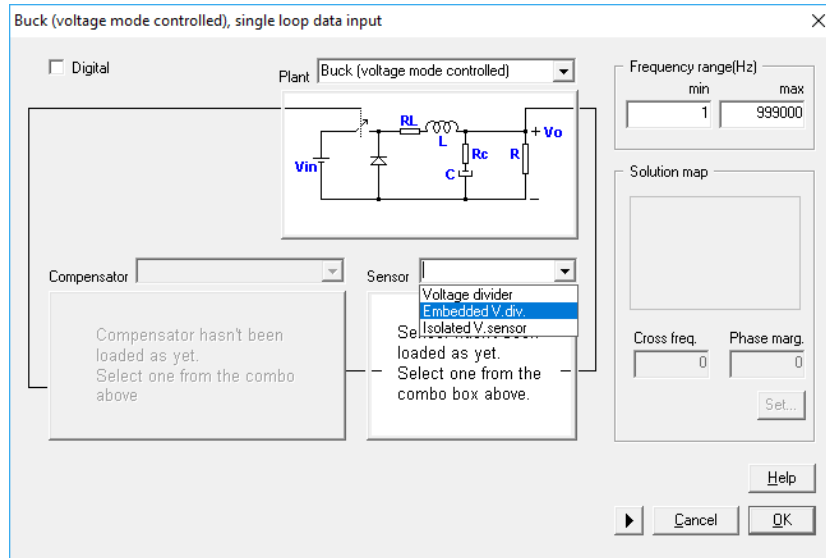 Buck (voltage mode controlled), single loop data input
Digital
Plant
Buck (voltage mode controlled)
RL
L
Vin
Rc
C
R
+ Vo
Frequency range(Hz)
min
max
1
999000
Solution map
Compensator
Sensor
Voltage divider
Embedded V.div.
Isolated V.sensor
Compensator hasn't been
loaded as yet.
Select one from the combo
above
loaded as yet.
Select one from the
combo box above.
Cross freq.
Phase marg.
0
0
Set...
Help
Cancel
OK